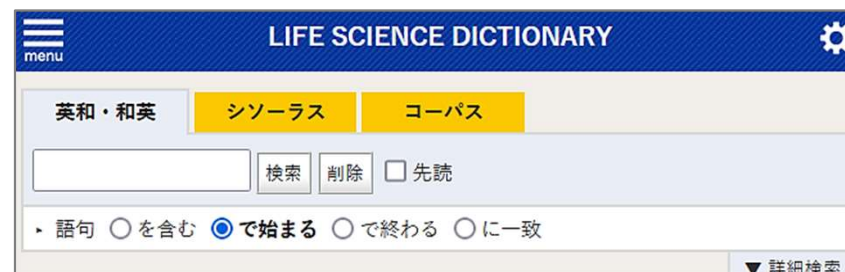 LIFE SCIENCE DICTIONARY
menu
英和・和英 シソーラス コーパス
検索 削除 先読
▸ 語句 を含む で始まる で終わる に一致
▼ 詳細検索